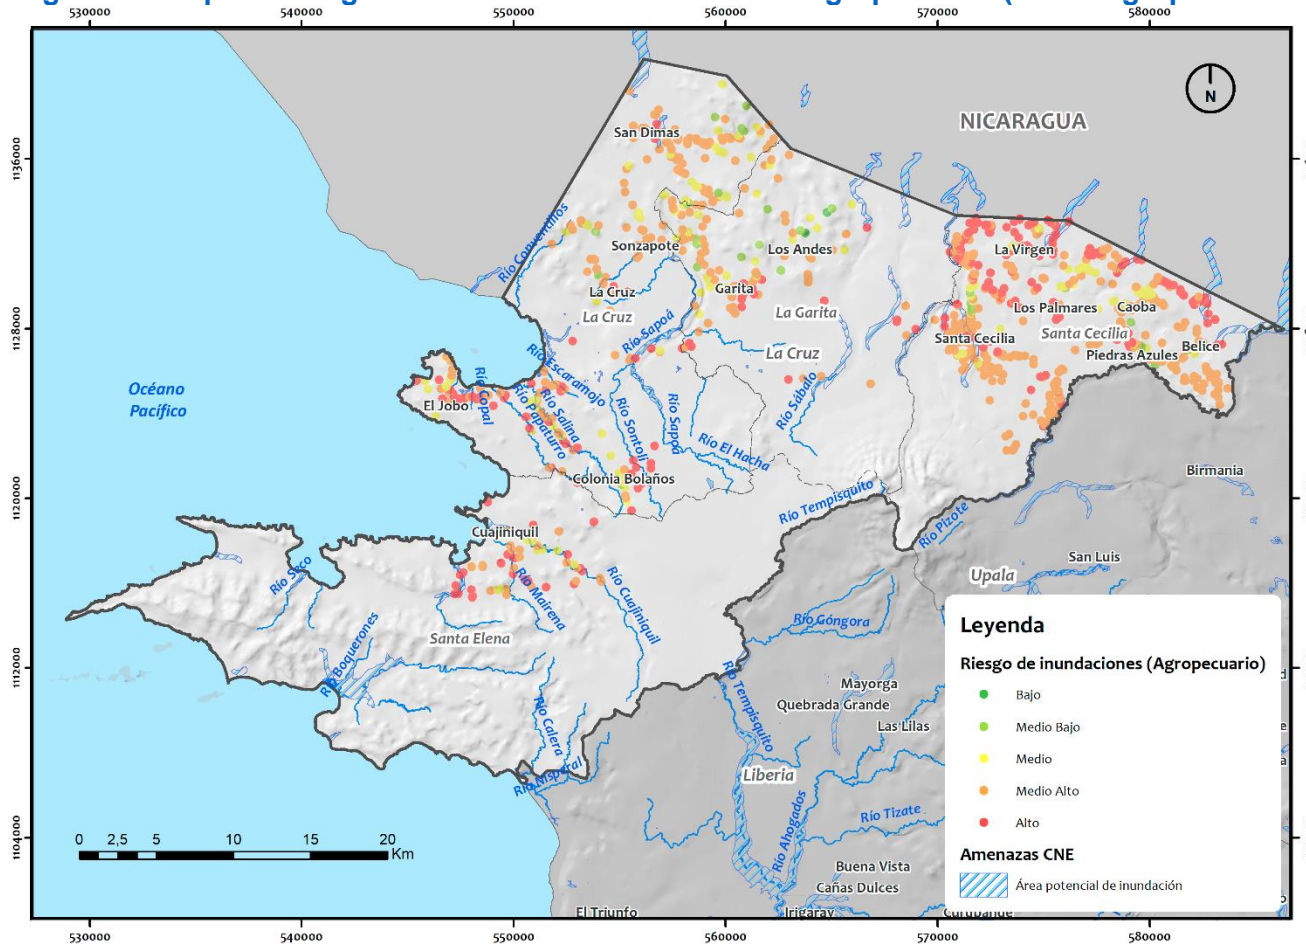 530000 540000 550000 560000 570000 580000
NICARAGUA
N
San Dimas
1136000
Río Conventillos
Sonzapote
Los Andes
La Virgen
La Cruz
Garita
La Cruz
La Garita
Los Palmares
Caoba
Santa Cecilia
Santa Cecilia
1128000
Río Sapoá
La Cruz
Piedras Azules
Belice
Océano
Pacífico
Río Escaramojo
El Jobo
Río Copal
Río Salina
Río Papaturro
Río Sontolí
Río Sapoá
Río Sábalo
Río El Hacha
Colonia Bolaños
Birmania
1120000
Río Tempisquito
Río Pizote
Cuajiniquil
San Luis
Upala
Río Seco
Río Mairena
Río Cuajiniquil
Río Góngora
Santa Elena
Río Boquerones
1112000
Río Tempisquito
Mayorga
Quebrada Grande
Las Lilas
Río Calera
Río Nisperal
Liberia
Río Ahogados
Río Tizate
1104000
Buena Vista
Cañas Dulces
El Triunfo
Irigaray
Curubandé
0 2,5 5 10 15 20
Km
Leyenda
Riesgo de inundaciones (Agropecuario)
Bajo
Medio Bajo
Medio
Medio Alto
Alto
Amenazas CNE
Área potencial de inundación
530000 540000 550000 560000 570000 580000